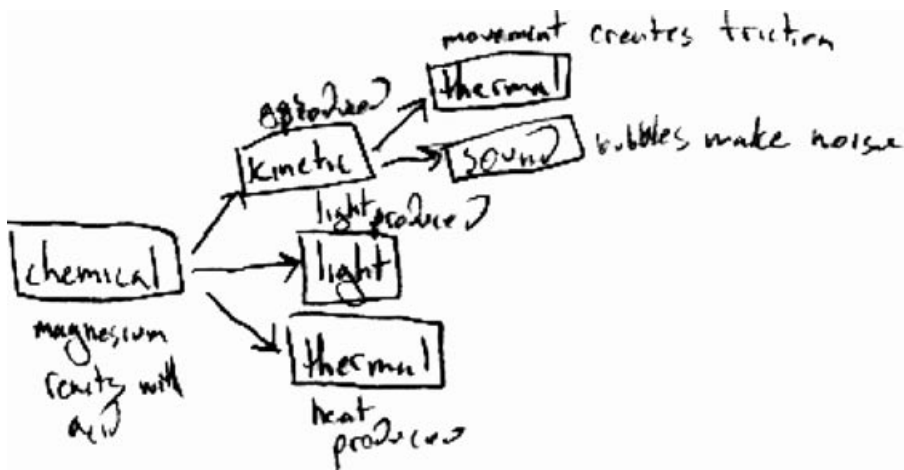 movement creates friction
thermal
produced
kinetic
sound
bubbles make noise
light produced
light
chemical
magnesium
reacts with
acid
thermal
heat
produced